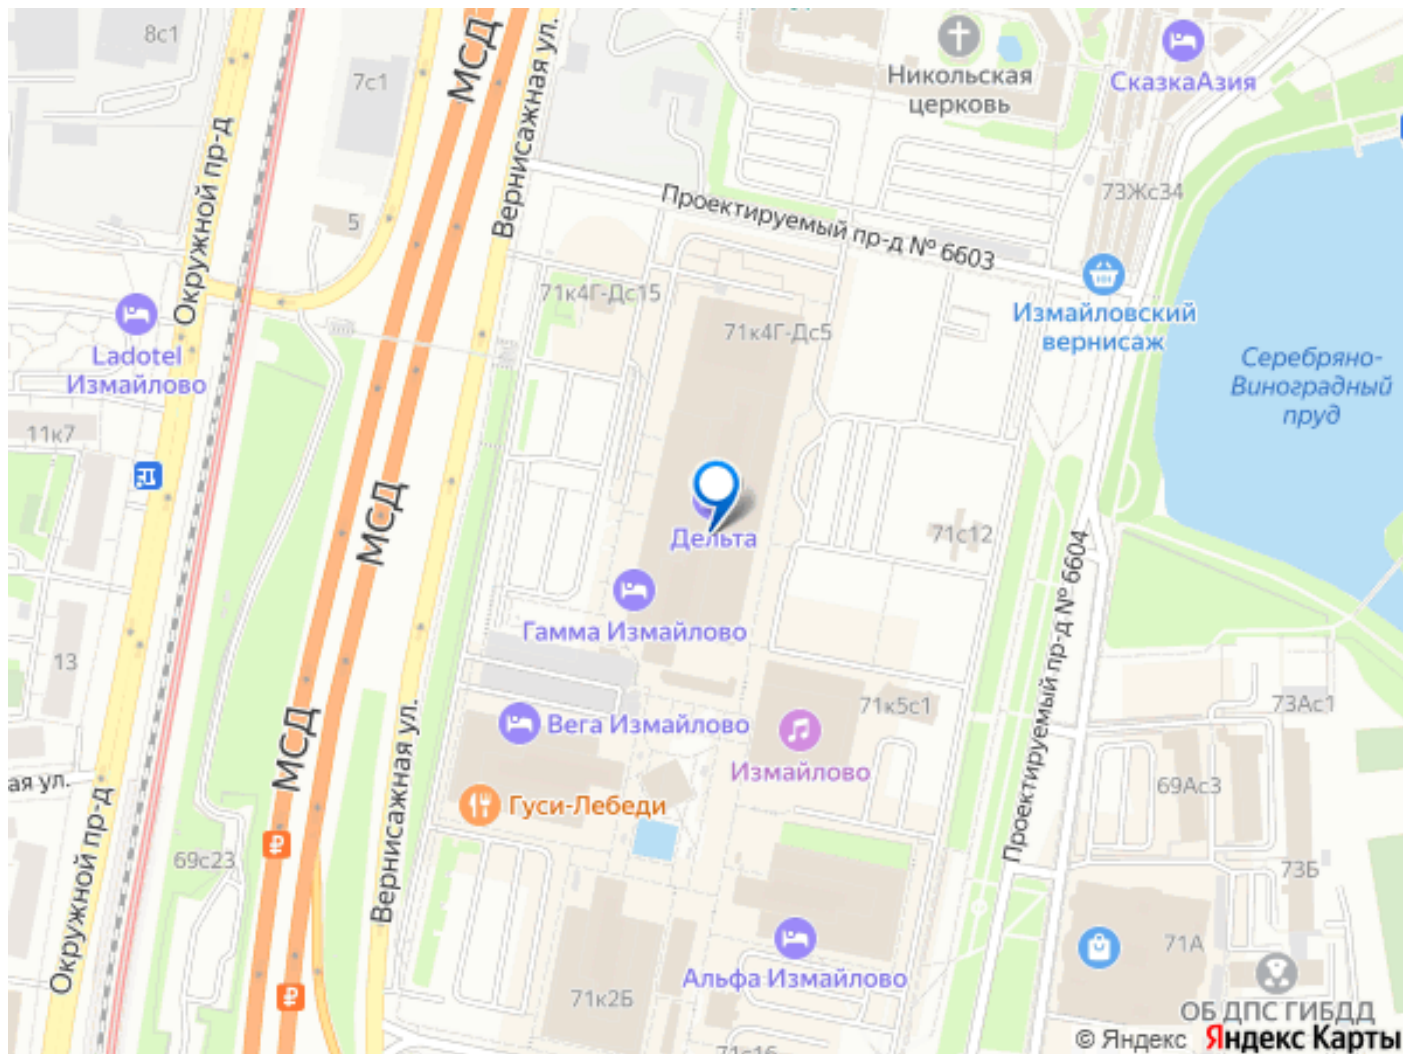 8с1
7с1
МСД
Вернисажная ул.
Никольская
церковь
СказкаАзия
Окружной пр-д
5
Проектируемый пр-д № 6603
73Жс34
71к4Г-Дс15
71к4Г-Дс5
Измайловский
вернисаж
Ladotel
Измайлово
Серебряно-
Виноградный
пруд
11к7
МСД
Дельта
71с12
Гамма Измайлово
Проектируемый пр-д № 6604
13
МСД
Вега Измайлово
71к5с1
73Ас1
Измайлово
ая ул.
Гуси-Лебеди
69Ас3
Вернисажная ул.
Окружной пр-д
69с23
73Б
71А
Альфа Измайлово
71к2Б
ОБ ДПС ГИБДД
71с16
© Яндекс Яндекс Карты